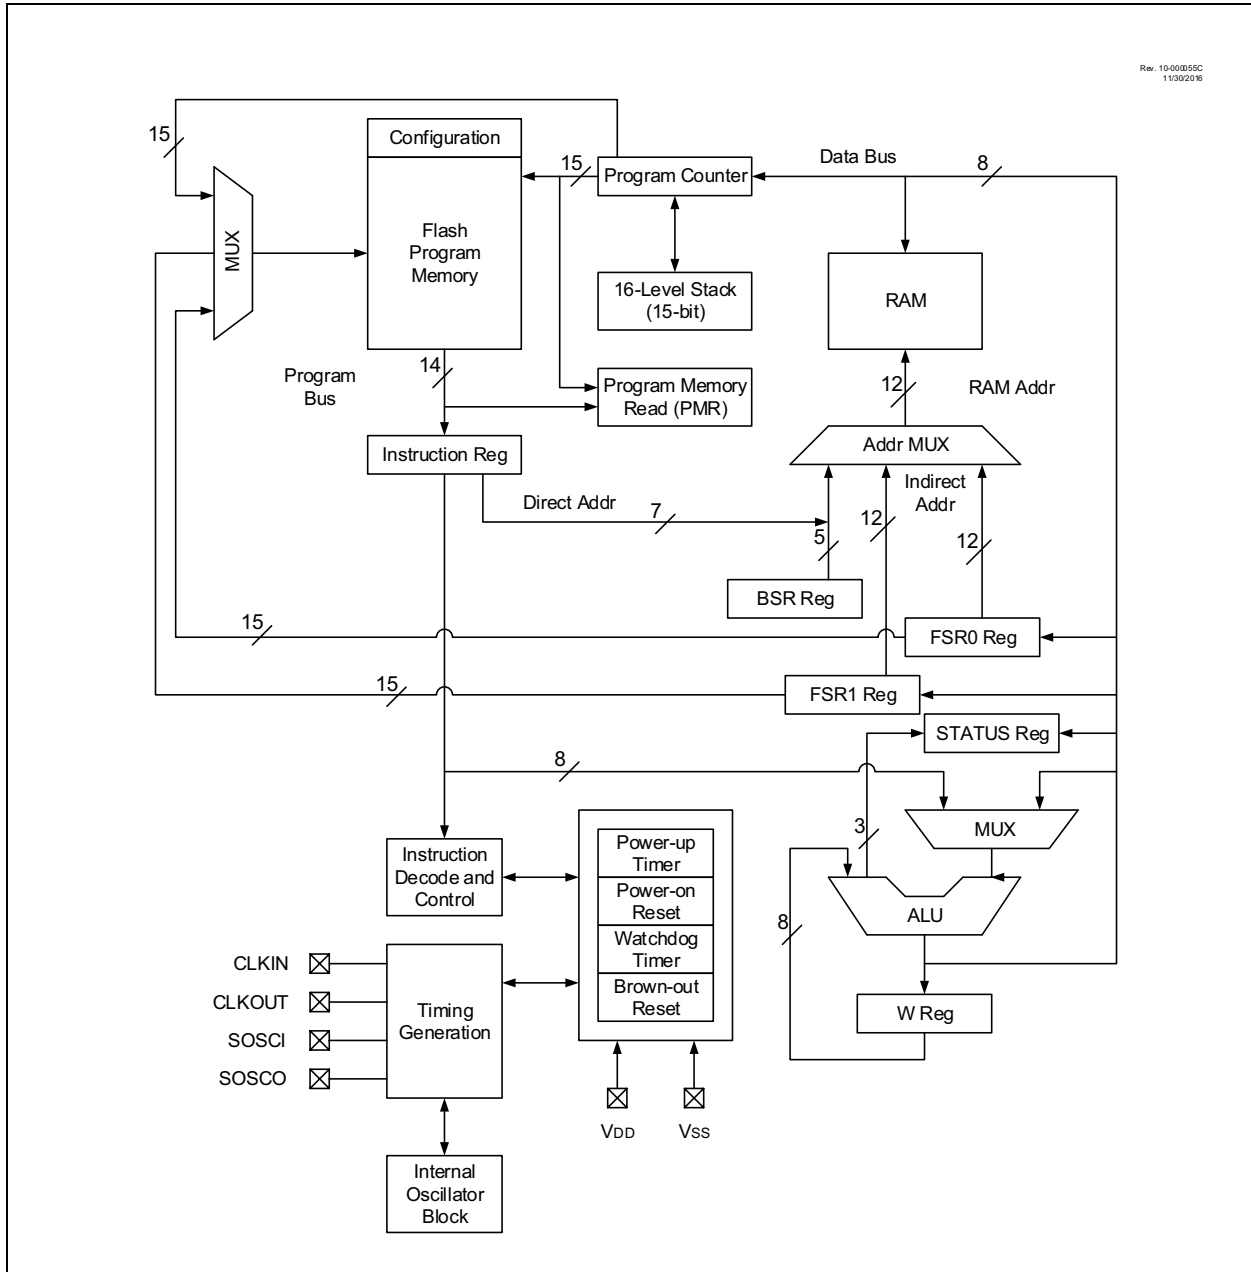 Rev. 10-000055C
11/30/2016
15
Configuration
15
Program Counter
Data Bus
8
MUX
Flash
Program
Memory
16-Level Stack
(15-bit)
RAM
Program
Bus
14
Program Memory
Read (PMR)
12
RAM Addr
Instruction Reg
Addr MUX
Direct Addr
7
Indirect
Addr
5
12
12
BSR Reg
15
FSR0 Reg
15
FSR1 Reg
STATUS Reg
8
3
MUX
Instruction
Decode and
Control
Power-up
Timer
Power-on
Reset
Watchdog
Timer
Brown-out
Reset
8
ALU
W Reg
CLKIN
CLKOUT
SOSCI
SOSCO
Timing
Generation
VDD
VSS
Internal
Oscillator
Block